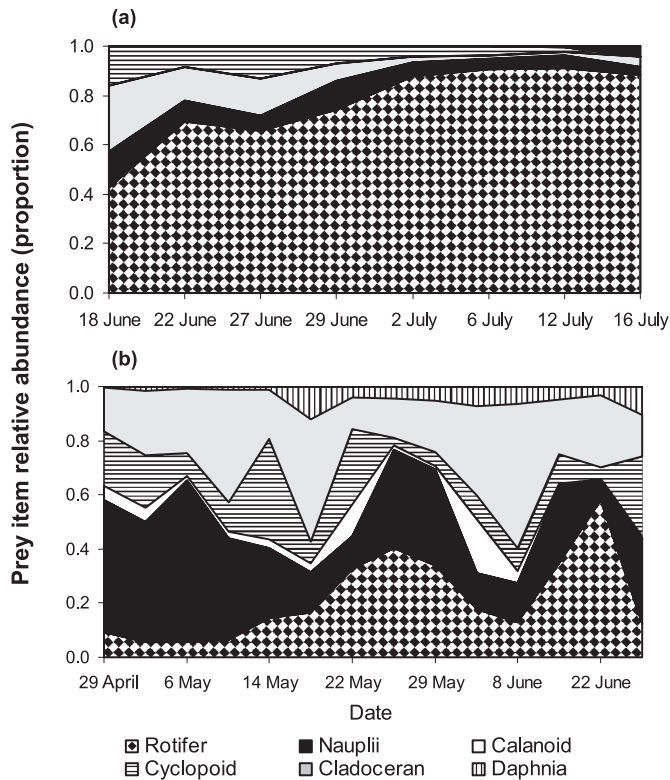 (a)
Prey item relative abundance (proportion)
1.0
0.8
0.6
0.4
0.2
0.0
18 June 22 June 27 June 29 June 2 July 6 July 12 July 16 July
(b)
1.0
0.8
0.6
0.4
0.2
0.0
29 April 6 May 14 May 22 May 29 May 8 June 22 June
Date
Rotifer Nauplii Calanoid
Cyclopoid Cladoceran Daphnia